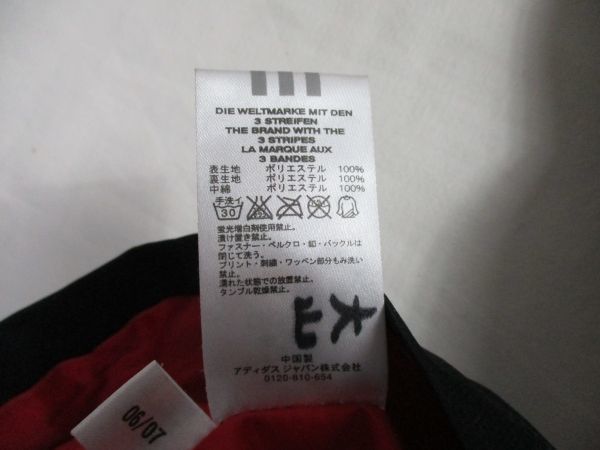 DIE WELTMARKE MIT DEN
3 STREIFEN
THE BRAND WITH THE
3 STRIPES
LA MARQUE AUX
3 BANDES
表生地 ポリエステル 100%
裏生地 ポリエステル 100%
中綿 ポリエステル 100%
手洗イ
30
蛍光増白剤使用禁止。
漬け置き禁止。
ファスナー・ベルクロ・釦・バックルは
閉じて洗う。
プリント・刺繍・ワッペン部分もみ洗い
禁止。
濡れた状態での放置禁止。
タンブル乾燥禁止。
大山
中国製
アディダス ジャパン株式会社
0120-810-654
06/07